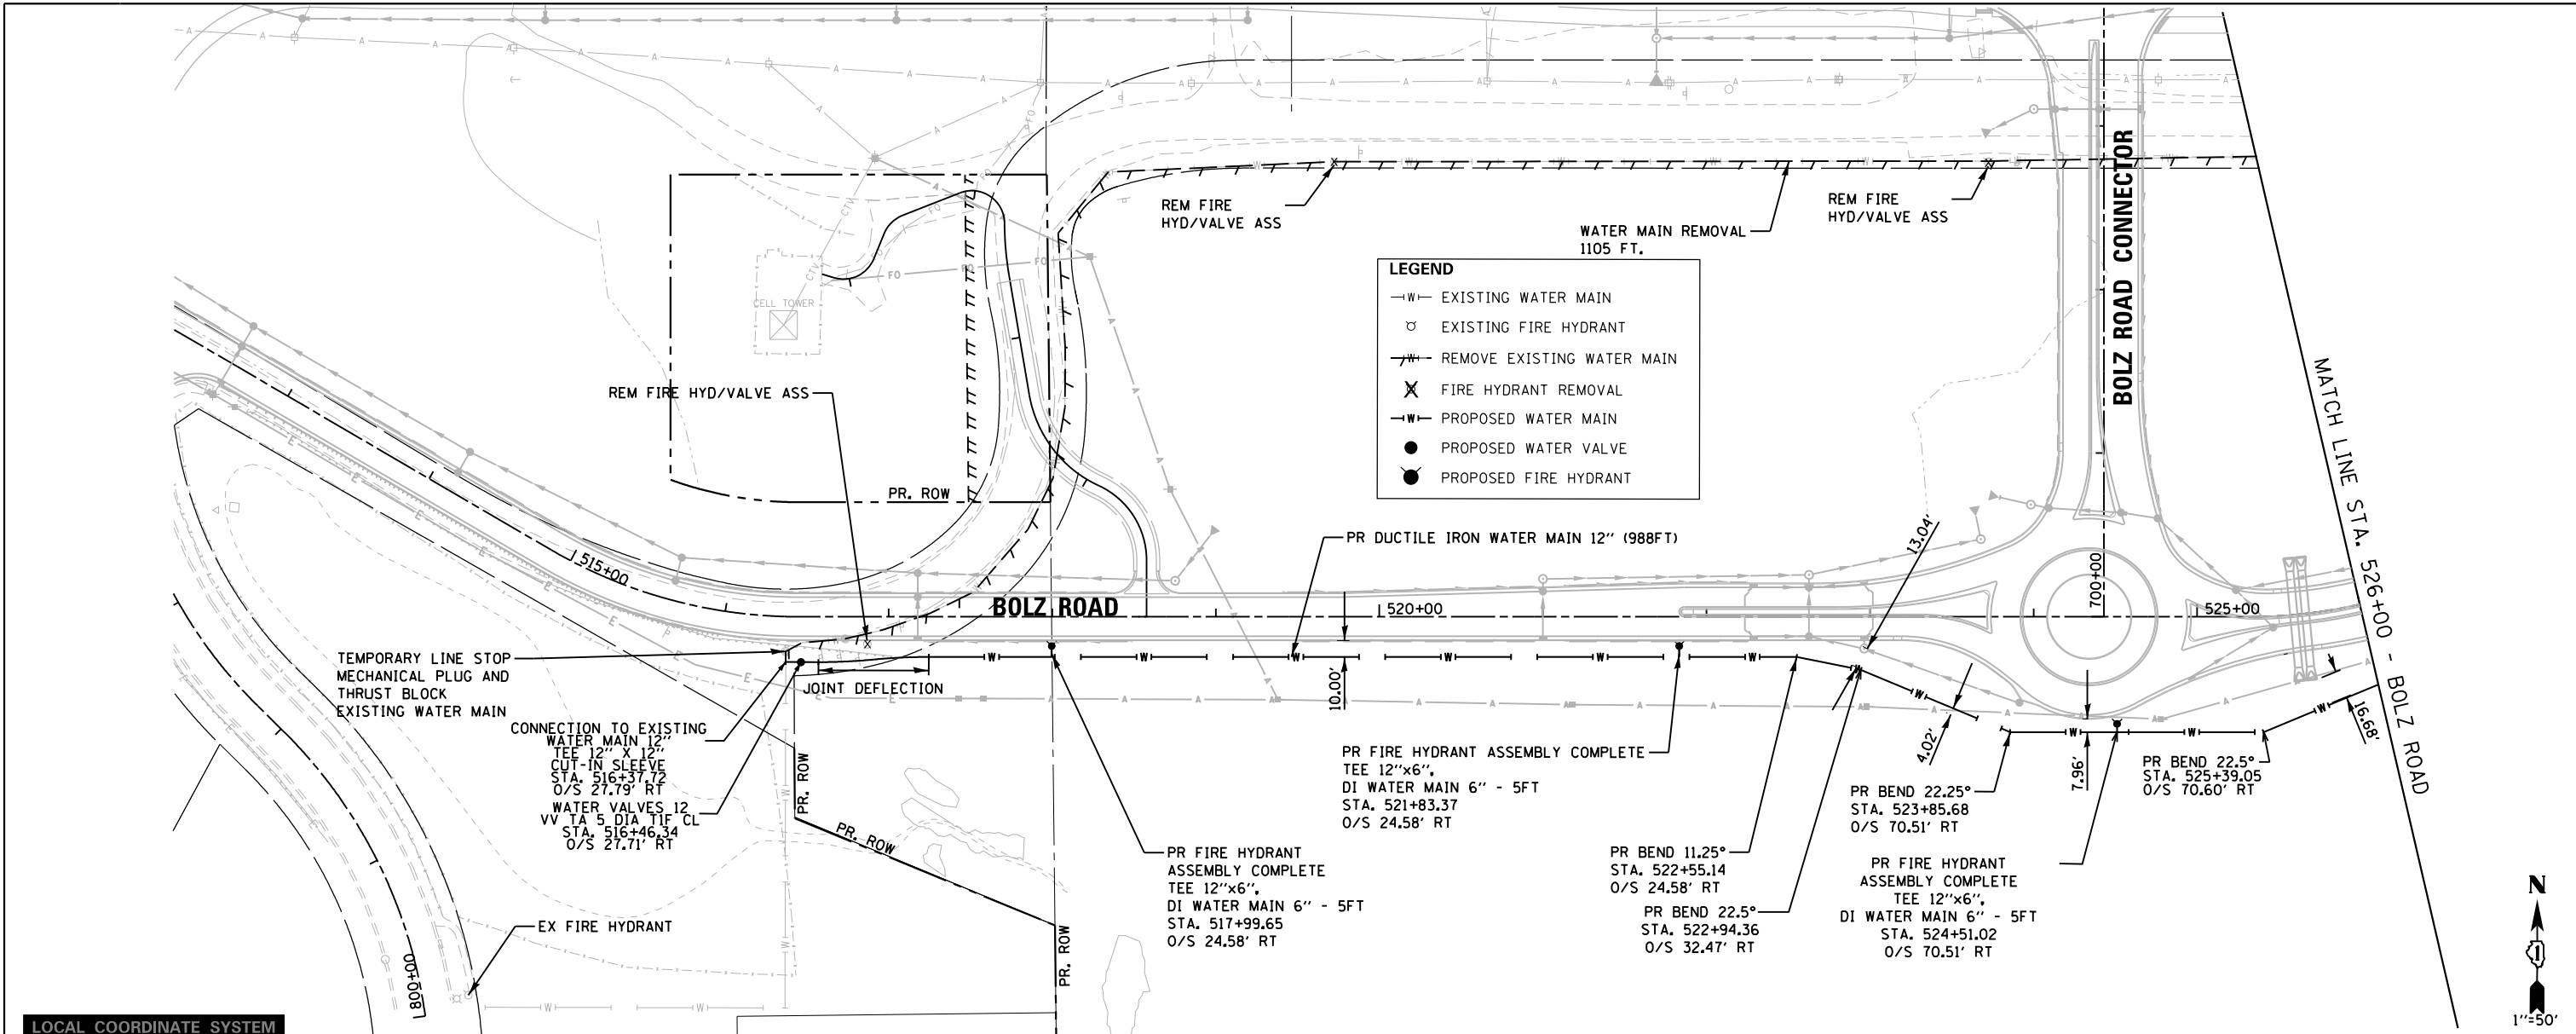 REM FIRE
HYD/VALVE ASS
WATER MAIN REMOVAL
1105 FT.
REM FIRE
HYD/VALVE ASS
BOLZ ROAD CONNECTOR
LEGEND
EXISTING WATER MAIN
EXISTING FIRE HYDRANT
REMOVE EXISTING WATER MAIN
FIRE HYDRANT REMOVAL
PROPOSED WATER MAIN
PROPOSED WATER VALVE
PROPOSED FIRE HYDRANT
CELL TOWER
REM FIRE HYD/VALVE ASS
PR. ROW
MATCH LINE STA. 526+00 - BOLZ ROAD
PR DUCTILE IRON WATER MAIN 12" (988FT)
13.04'
515+00
BOLZ ROAD
520+00
700+00
525+00
TEMPORARY LINE STOP
MECHANICAL PLUG AND
THRUST BLOCK
EXISTING WATER MAIN
JOINT DEFLECTION
10.00'
CONNECTION TO EXISTING
WATER MAIN 12"
TEE 12" X 12"
CUT-IN SLEEVE
STA. 516+37.72
O/S 27.79' RT
WATER VALVES 12
VV TA 5 DIA T1F CL
STA. 516+46.34
O/S 27.71' RT
PR. ROW
PR. ROW
PR. ROW
PR FIRE HYDRANT
ASSEMBLY COMPLETE
TEE 12"x6",
DI WATER MAIN 6" - 5FT
STA. 517+99.65
O/S 24.58' RT
PR FIRE HYDRANT ASSEMBLY COMPLETE
TEE 12"x6",
DI WATER MAIN 6" - 5FT
STA. 521+83.37
O/S 24.58' RT
PR BEND 11.25°
STA. 522+55.14
O/S 24.58' RT
PR BEND 22.5°
STA. 522+94.36
O/S 32.47' RT
4.02'
PR BEND 22.25°
STA. 523+85.68
O/S 70.51' RT
7.96'
PR FIRE HYDRANT
ASSEMBLY COMPLETE
TEE 12"x6",
DI WATER MAIN 6" - 5FT
STA. 524+51.02
O/S 70.51' RT
PR BEND 22.5°
STA. 525+39.05
O/S 70.60' RT
16.68'
EX FIRE HYDRANT
800+00
LOCAL COORDINATE SYSTEM
N
1"=50'